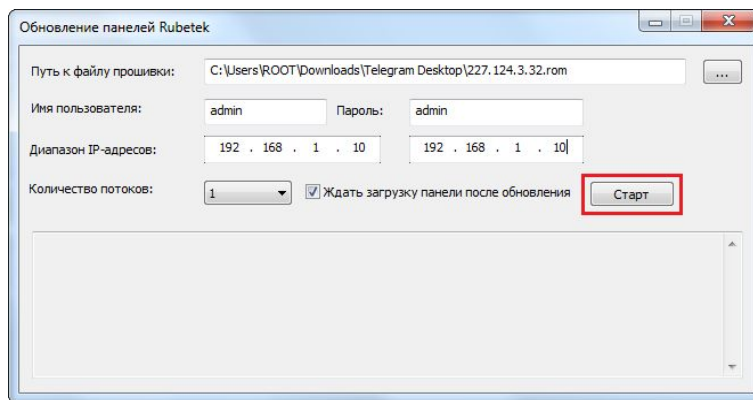 Обновление панелей Rubetek
Путь к файлу прошивки: C:\Users\ROOT\Downloads\Telegram Desktop\227.124.3.32.rom ...
Имя пользователя: admin Пароль: admin
Диапазон IP-адресов: 192 . 168 . 1 . 10 192 . 168 . 1 . 10
Количество потоков: 1 Ждать загрузку панели после обновления Старт